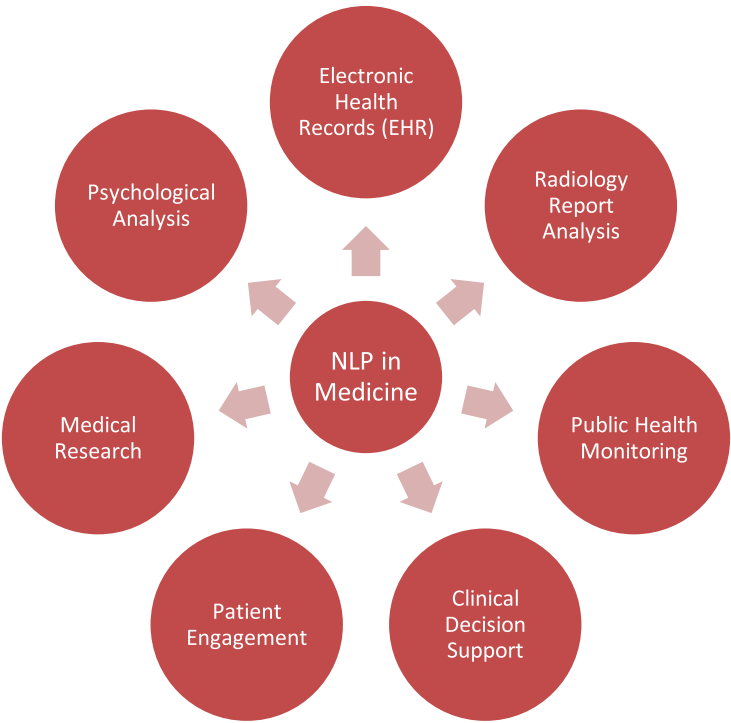 Electronic
Health
Records (EHR)
Radiology
Report
Analysis
Public Health
Monitoring
Clinical
Decision
Support
Patient
Engagement
Medical
Research
Psychological
Analysis
NLP in
Medicine